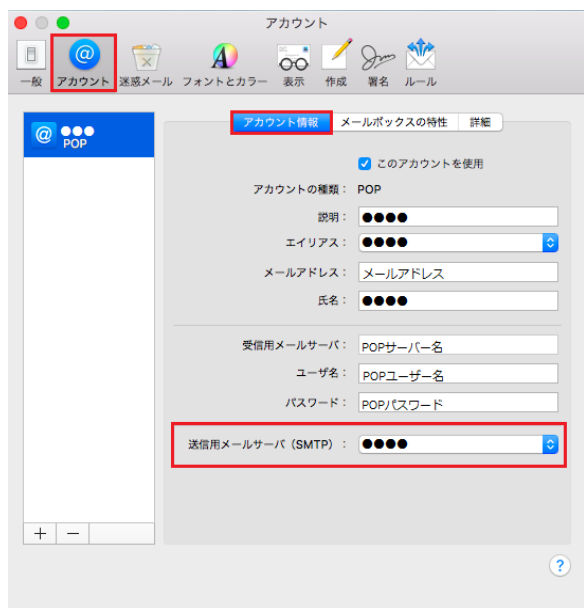 アカウント
一般 アカウント 迷惑メール フォントとカラー 表示 作成 署名 ルール
@ ●●●
POP
アカウント情報 メールボックスの特性 詳細
このアカウントを使用
アカウントの種類： POP
説明： ●●●●
エイリアス： ●●●●
メールアドレス： メールアドレス
氏名： ●●●●
受信用メールサーバ： POPサーバー名
ユーザ名： POPユーザー名
パスワード： POPパスワード
送信用メールサーバ（SMTP）： ●●●●
+ −
?